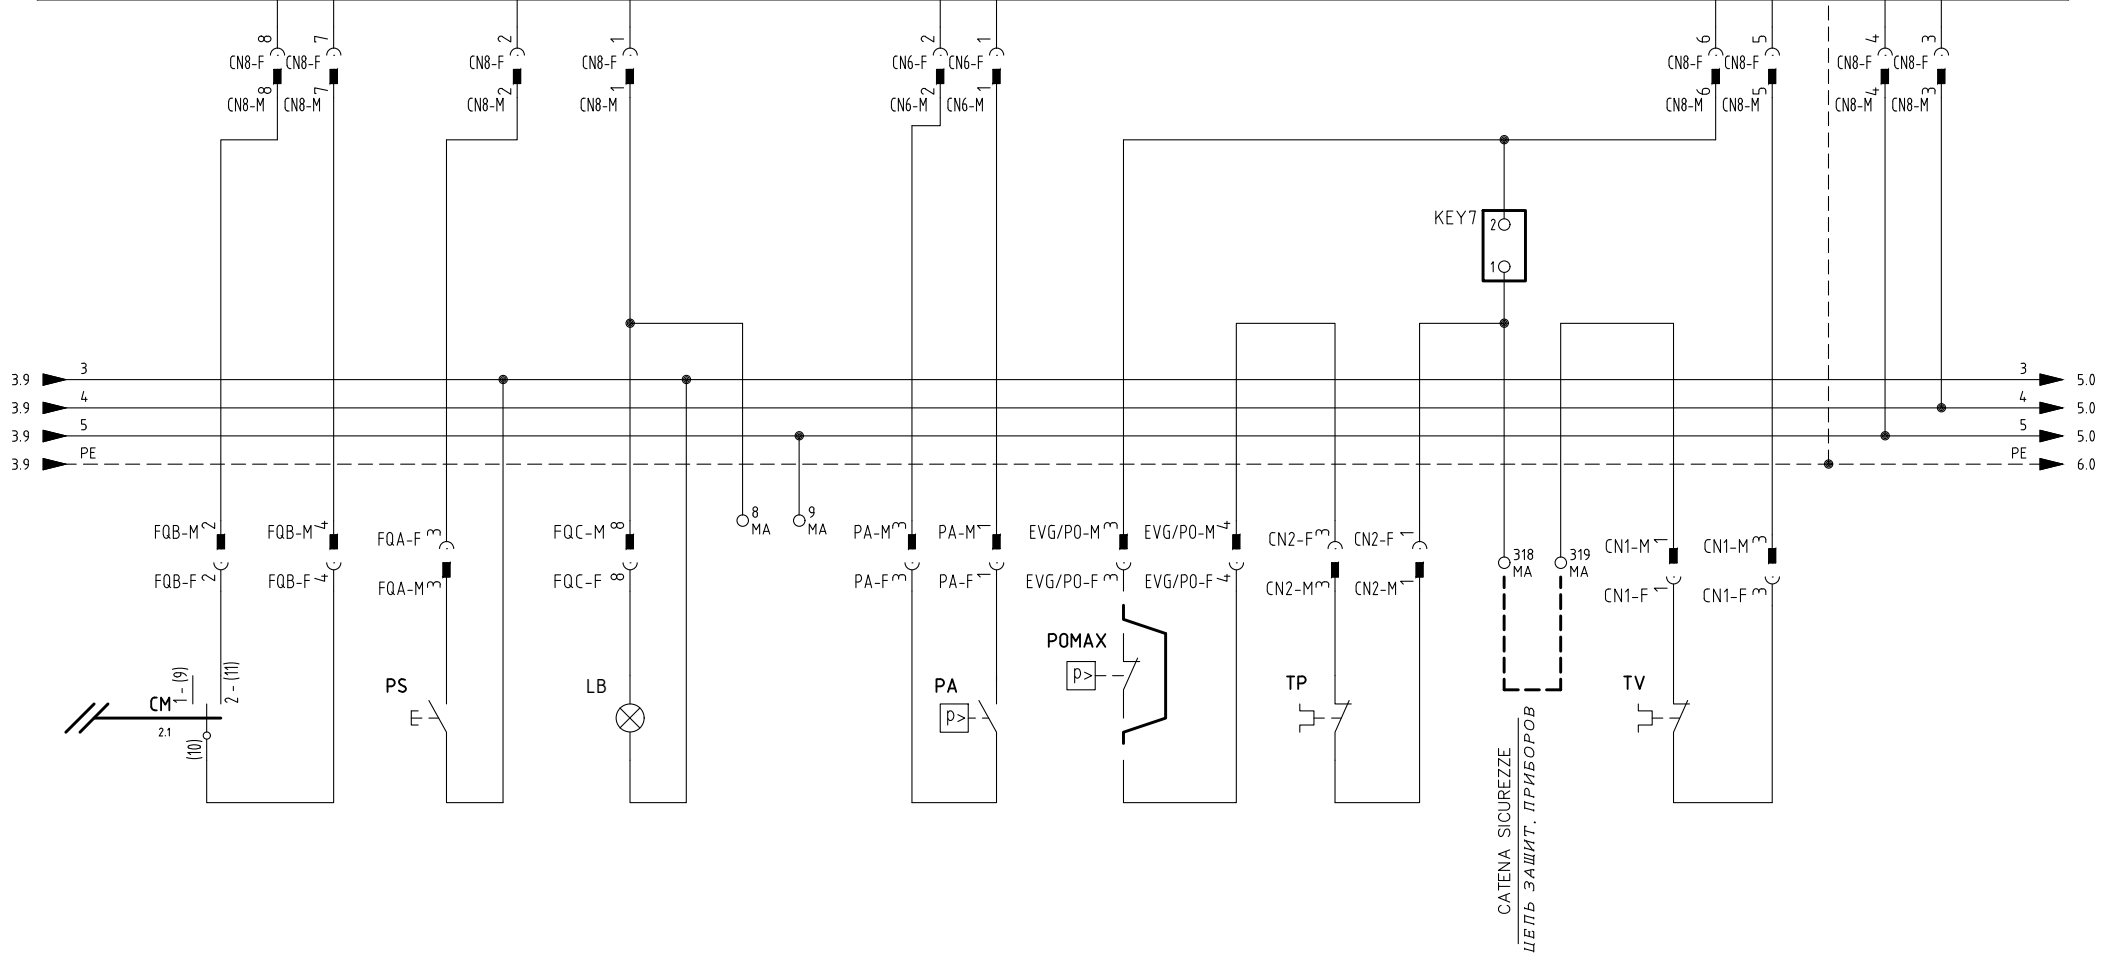 8 7 2 1 2 1 6 5 4 3
CN8-F CN8-F CN8-F CN8-F CN6-F CN6-F CN8-F CN8-F CN8-F CN8-F
8 7 2 1 2 1 6 5 4 3
CN8-M CN8-M CN8-M CN8-M CN6-M CN6-M CN8-M CN8-M CN8-M CN8-M
KEY7
2
1
3.9 3 3 5.0
3.9 4 4 5.0
3.9 5 5 5.0
3.9 PE PE 6.0
8 MA
9 MA
FQB-M 2
FQB-M 4
FQA-F 3
FQC-M 8
PA-M 3
PA-M 1
EVG/PO-M 3
EVG/PO-M 4
CN2-F 3
CN2-F 1
318 MA
319 MA
CN1-M 1
CN1-M 3
FQB-F 2
FQB-F 4
FQA-M 3
FQC-F 8
PA-F 3
PA-F 1
EVG/PO-F 3
EVG/PO-F 4
CN2-M 3
CN2-M 1
CN1-F 1
CN1-F 3
1 - (9)
2 - (11)
CM
2.1
(10)
PS
LB
PA
P>
POMAX
P>
TP
TV
CATENA SICUREZZE
ЦЕПЬ ЗАЩИТ. ПРИБОРОВ